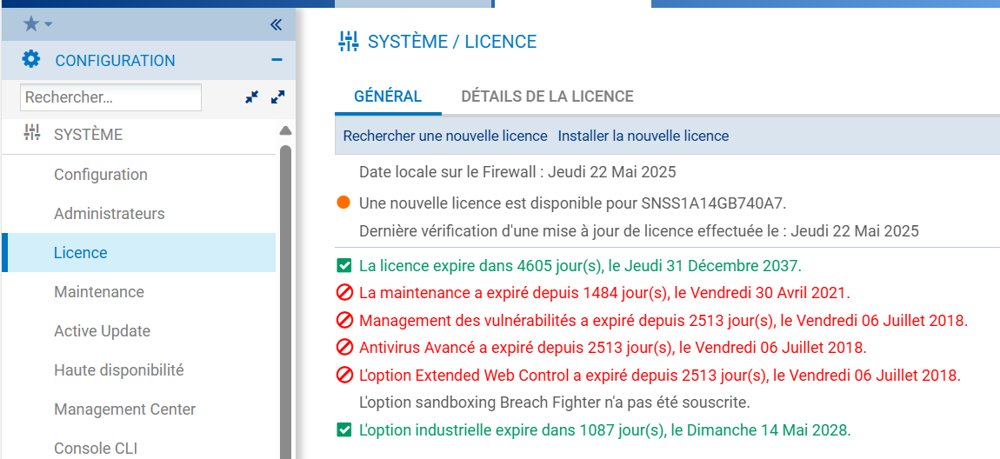 CONFIGURATION
Rechercher...
SYSTÈME
Configuration
Administrateurs
Licence
Maintenance
Active Update
Haute disponibilité
Management Center
Console CLI
SYSTÈME / LICENCE
GÉNÉRAL DÉTAILS DE LA LICENCE
Rechercher une nouvelle licence Installer la nouvelle licence
Date locale sur le Firewall : Jeudi 22 Mai 2025
Une nouvelle licence est disponible pour SNSS1A14GB740A7.
Dernière vérification d'une mise à jour de licence effectuée le : Jeudi 22 Mai 2025
La licence expire dans 4605 jour(s), le Jeudi 31 Décembre 2037.
La maintenance a expiré depuis 1484 jour(s), le Vendredi 30 Avril 2021.
Management des vulnérabilités a expiré depuis 2513 jour(s), le Vendredi 06 Juillet 2018.
Antivirus Avancé a expiré depuis 2513 jour(s), le Vendredi 06 Juillet 2018.
L'option Extended Web Control a expiré depuis 2513 jour(s), le Vendredi 06 Juillet 2018.
L'option sandboxing Breach Fighter n'a pas été souscrite.
L'option industrielle expire dans 1087 jour(s), le Dimanche 14 Mai 2028.